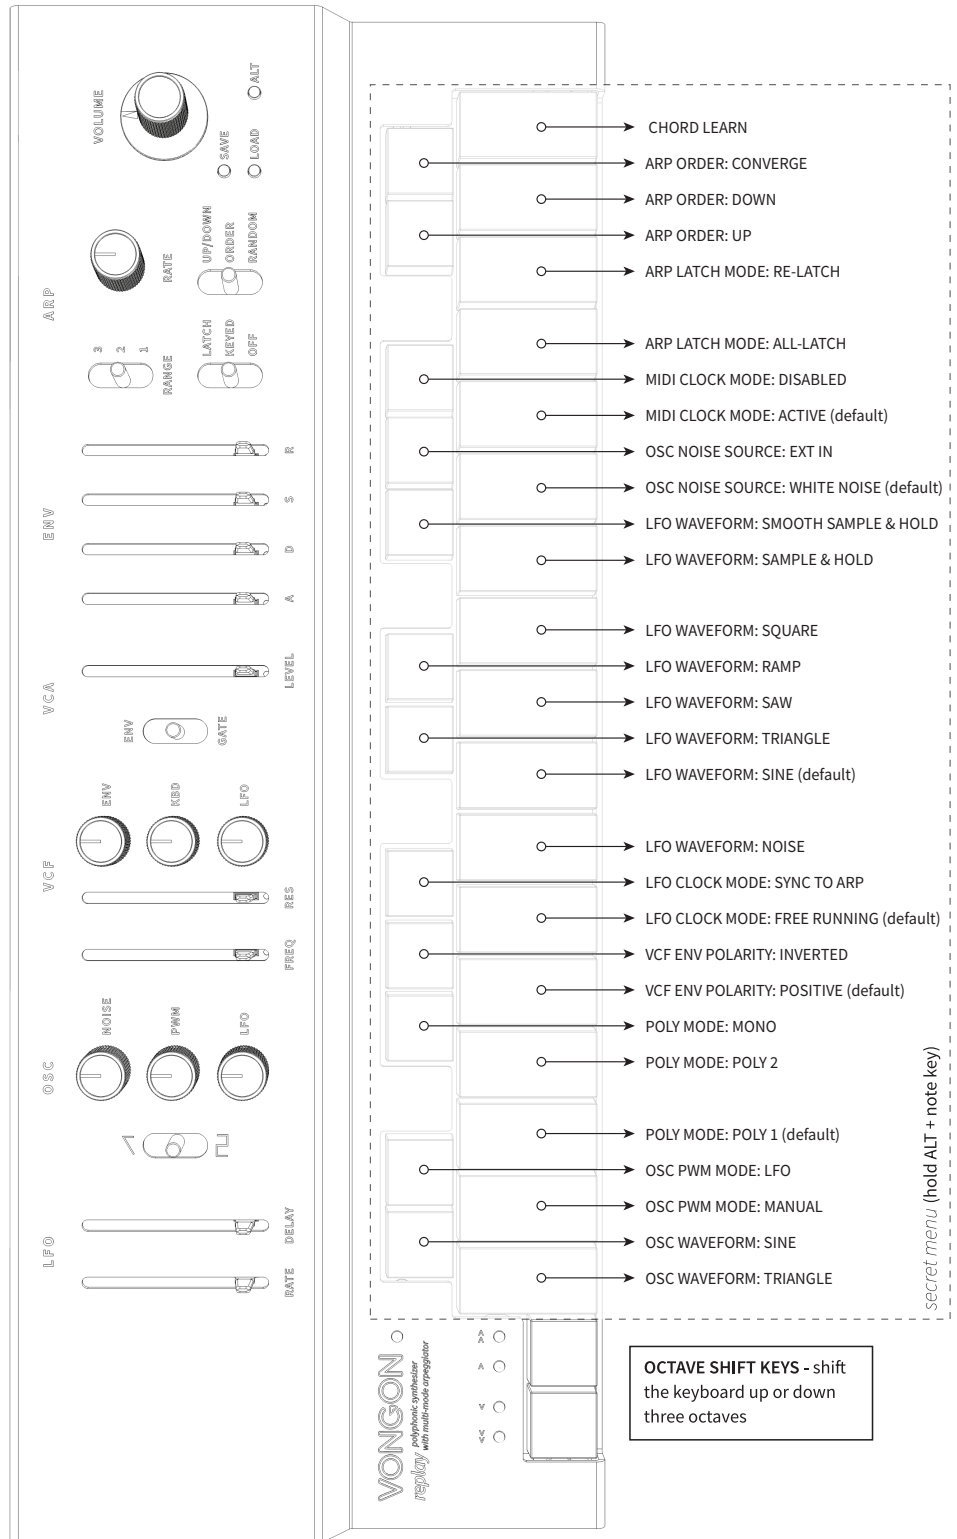 VOLUME
ALT
SAVE
LOAD
ARP
RATE
UP/DOWN
ORDER
RANDOM
3
2
1
RANGE
LATCH
KEYED
OFF
ENV
R
S
D
A
VCA
LEVEL
ENV
GATE
VCF
ENV
KBD
LFO
RES
FREQ
OSC
NOISE
PWM
LFO
LFO
DELAY
RATE
CHORD LEARN
ARP ORDER: CONVERGE
ARP ORDER: DOWN
ARP ORDER: UP
ARP LATCH MODE: RE-LATCH
ARP LATCH MODE: ALL-LATCH
MIDI CLOCK MODE: DISABLED
MIDI CLOCK MODE: ACTIVE (default)
OSC NOISE SOURCE: EXT IN
OSC NOISE SOURCE: WHITE NOISE (default)
LFO WAVEFORM: SMOOTH SAMPLE & HOLD
LFO WAVEFORM: SAMPLE & HOLD
LFO WAVEFORM: SQUARE
LFO WAVEFORM: RAMP
LFO WAVEFORM: SAW
LFO WAVEFORM: TRIANGLE
LFO WAVEFORM: SINE (default)
LFO WAVEFORM: NOISE
LFO CLOCK MODE: SYNC TO ARP
LFO CLOCK MODE: FREE RUNNING (default)
VCF ENV POLARITY: INVERTED
VCF ENV POLARITY: POSITIVE (default)
POLY MODE: MONO
POLY MODE: POLY 2
POLY MODE: POLY 1 (default)
OSC PWM MODE: LFO
OSC PWM MODE: MANUAL
OSC WAVEFORM: SINE
OSC WAVEFORM: TRIANGLE
secret menu (hold ALT + note key)
VONGON
replay polyphonic synthesizer
with multi-mode arpeggiator
OCTAVE SHIFT KEYS - shift
the keyboard up or down
three octaves